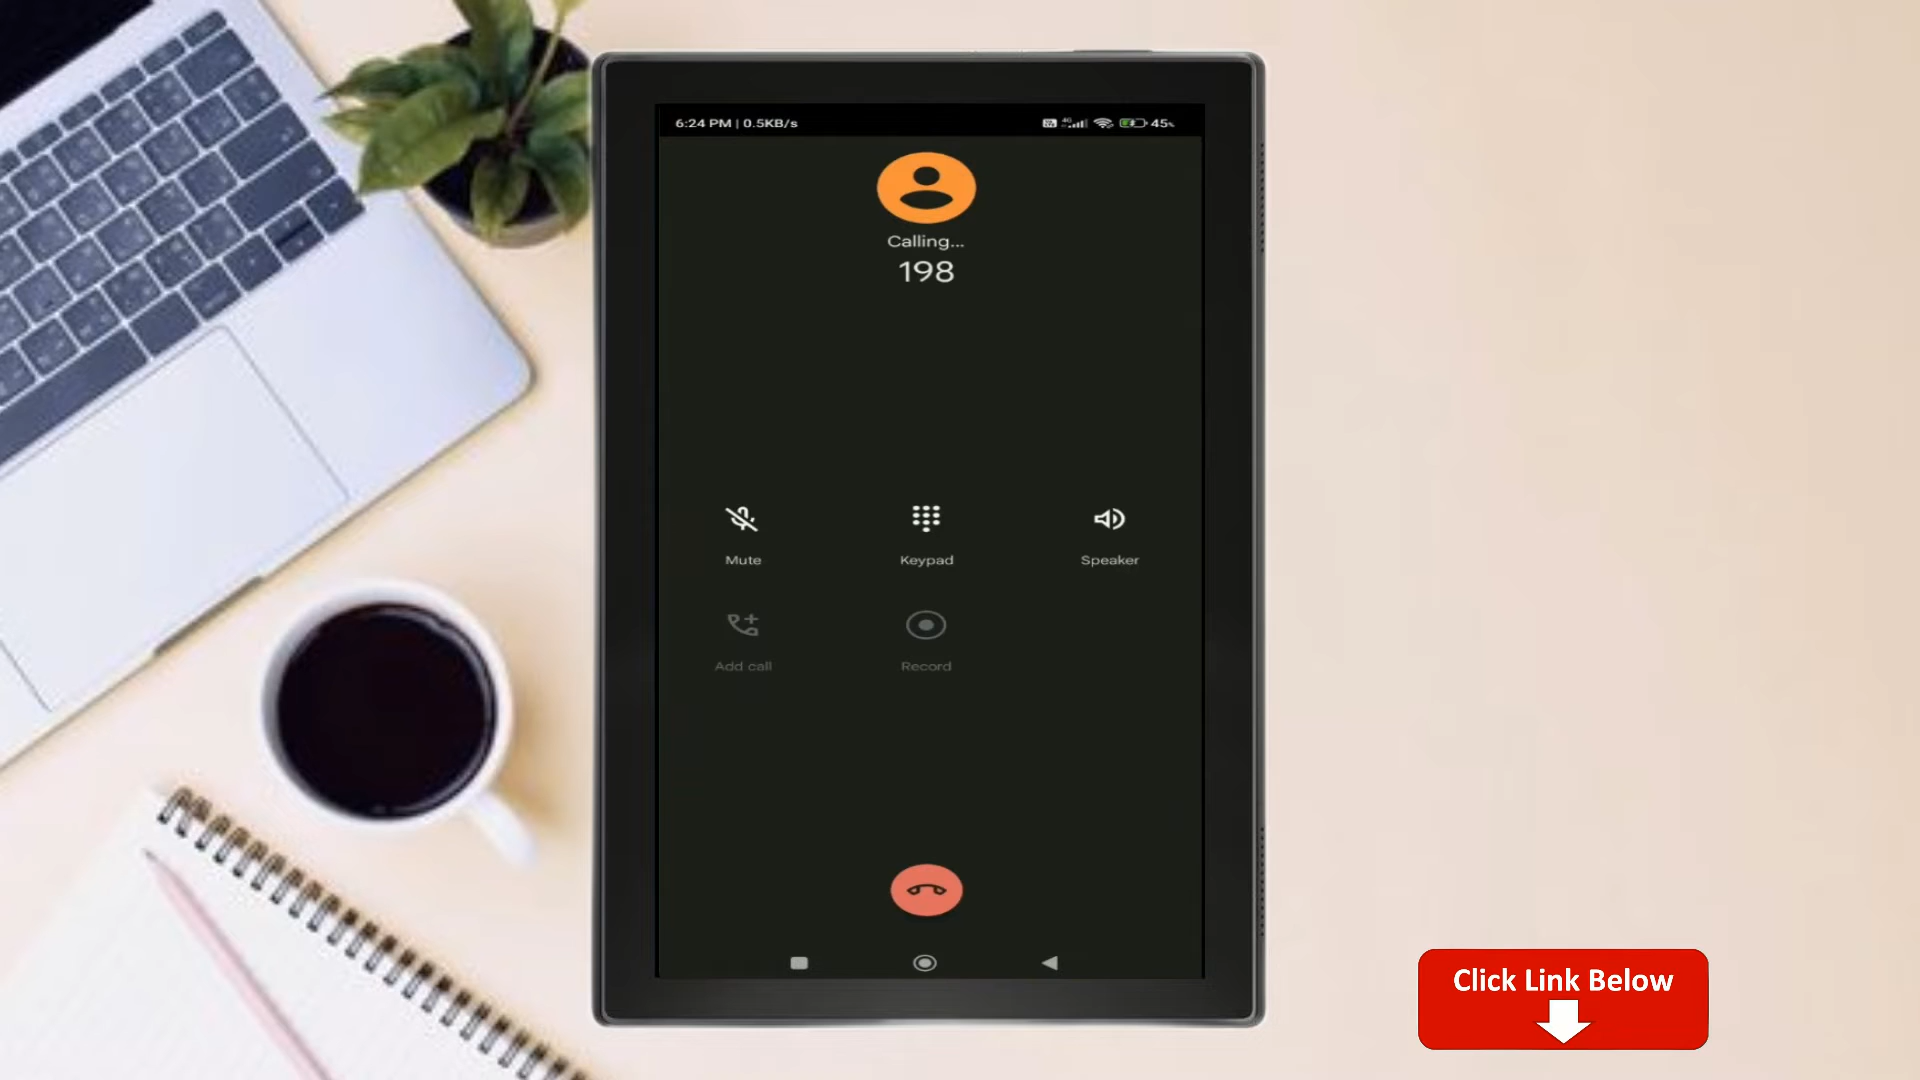 6:24 PM | 0.5KB/s
45
Calling...
198
Mute
Keypad
Speaker
Add call
Record
Click Link Below